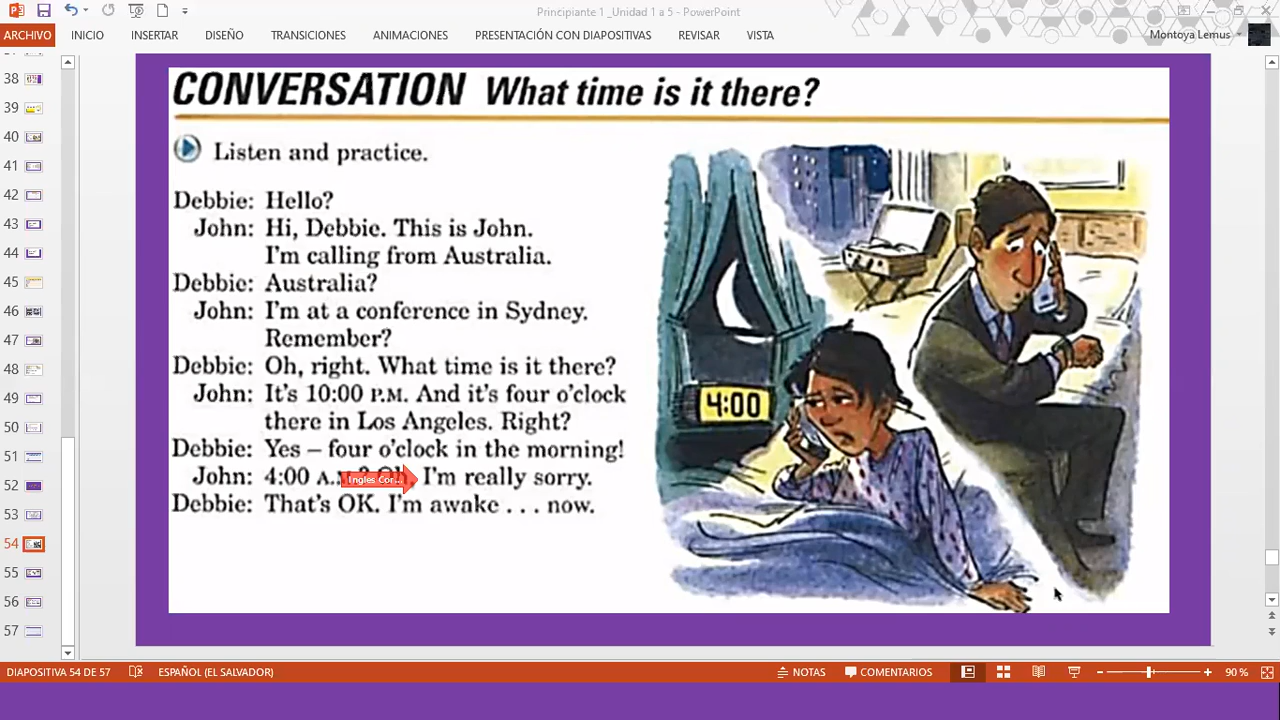 Principiante 1 _Unidad 1 a 5 - PowerPoint
ARCHIVO INICIO INSERTAR DISEÑO TRANSICIONES ANIMACIONES PRESENTACIÓN CON DIAPOSITIVAS REVISAR VISTA Montoya Lemus
38
39
40
41
42
43
44
45
46
47
48
49
50
51
52
53
54
55
56
57
CONVERSATION What time is it there?
Listen and practice.
Debbie: Hello?
John: Hi, Debbie. This is John.
I'm calling from Australia.
Debbie: Australia?
John: I'm at a conference in Sydney.
Remember?
Debbie: Oh, right. What time is it there?
John: It's 10:00 P.M. And it's four o'clock
there in Los Angeles. Right?
Debbie: Yes – four o'clock in the morning!
John: 4:00 I'm really sorry.
Ingles Cor...
Debbie: That's OK. I'm awake . . . now.
4:00
DIAPOSITIVA 54 DE 57 ESPAÑOL (EL SALVADOR) NOTAS COMENTARIOS 90 %